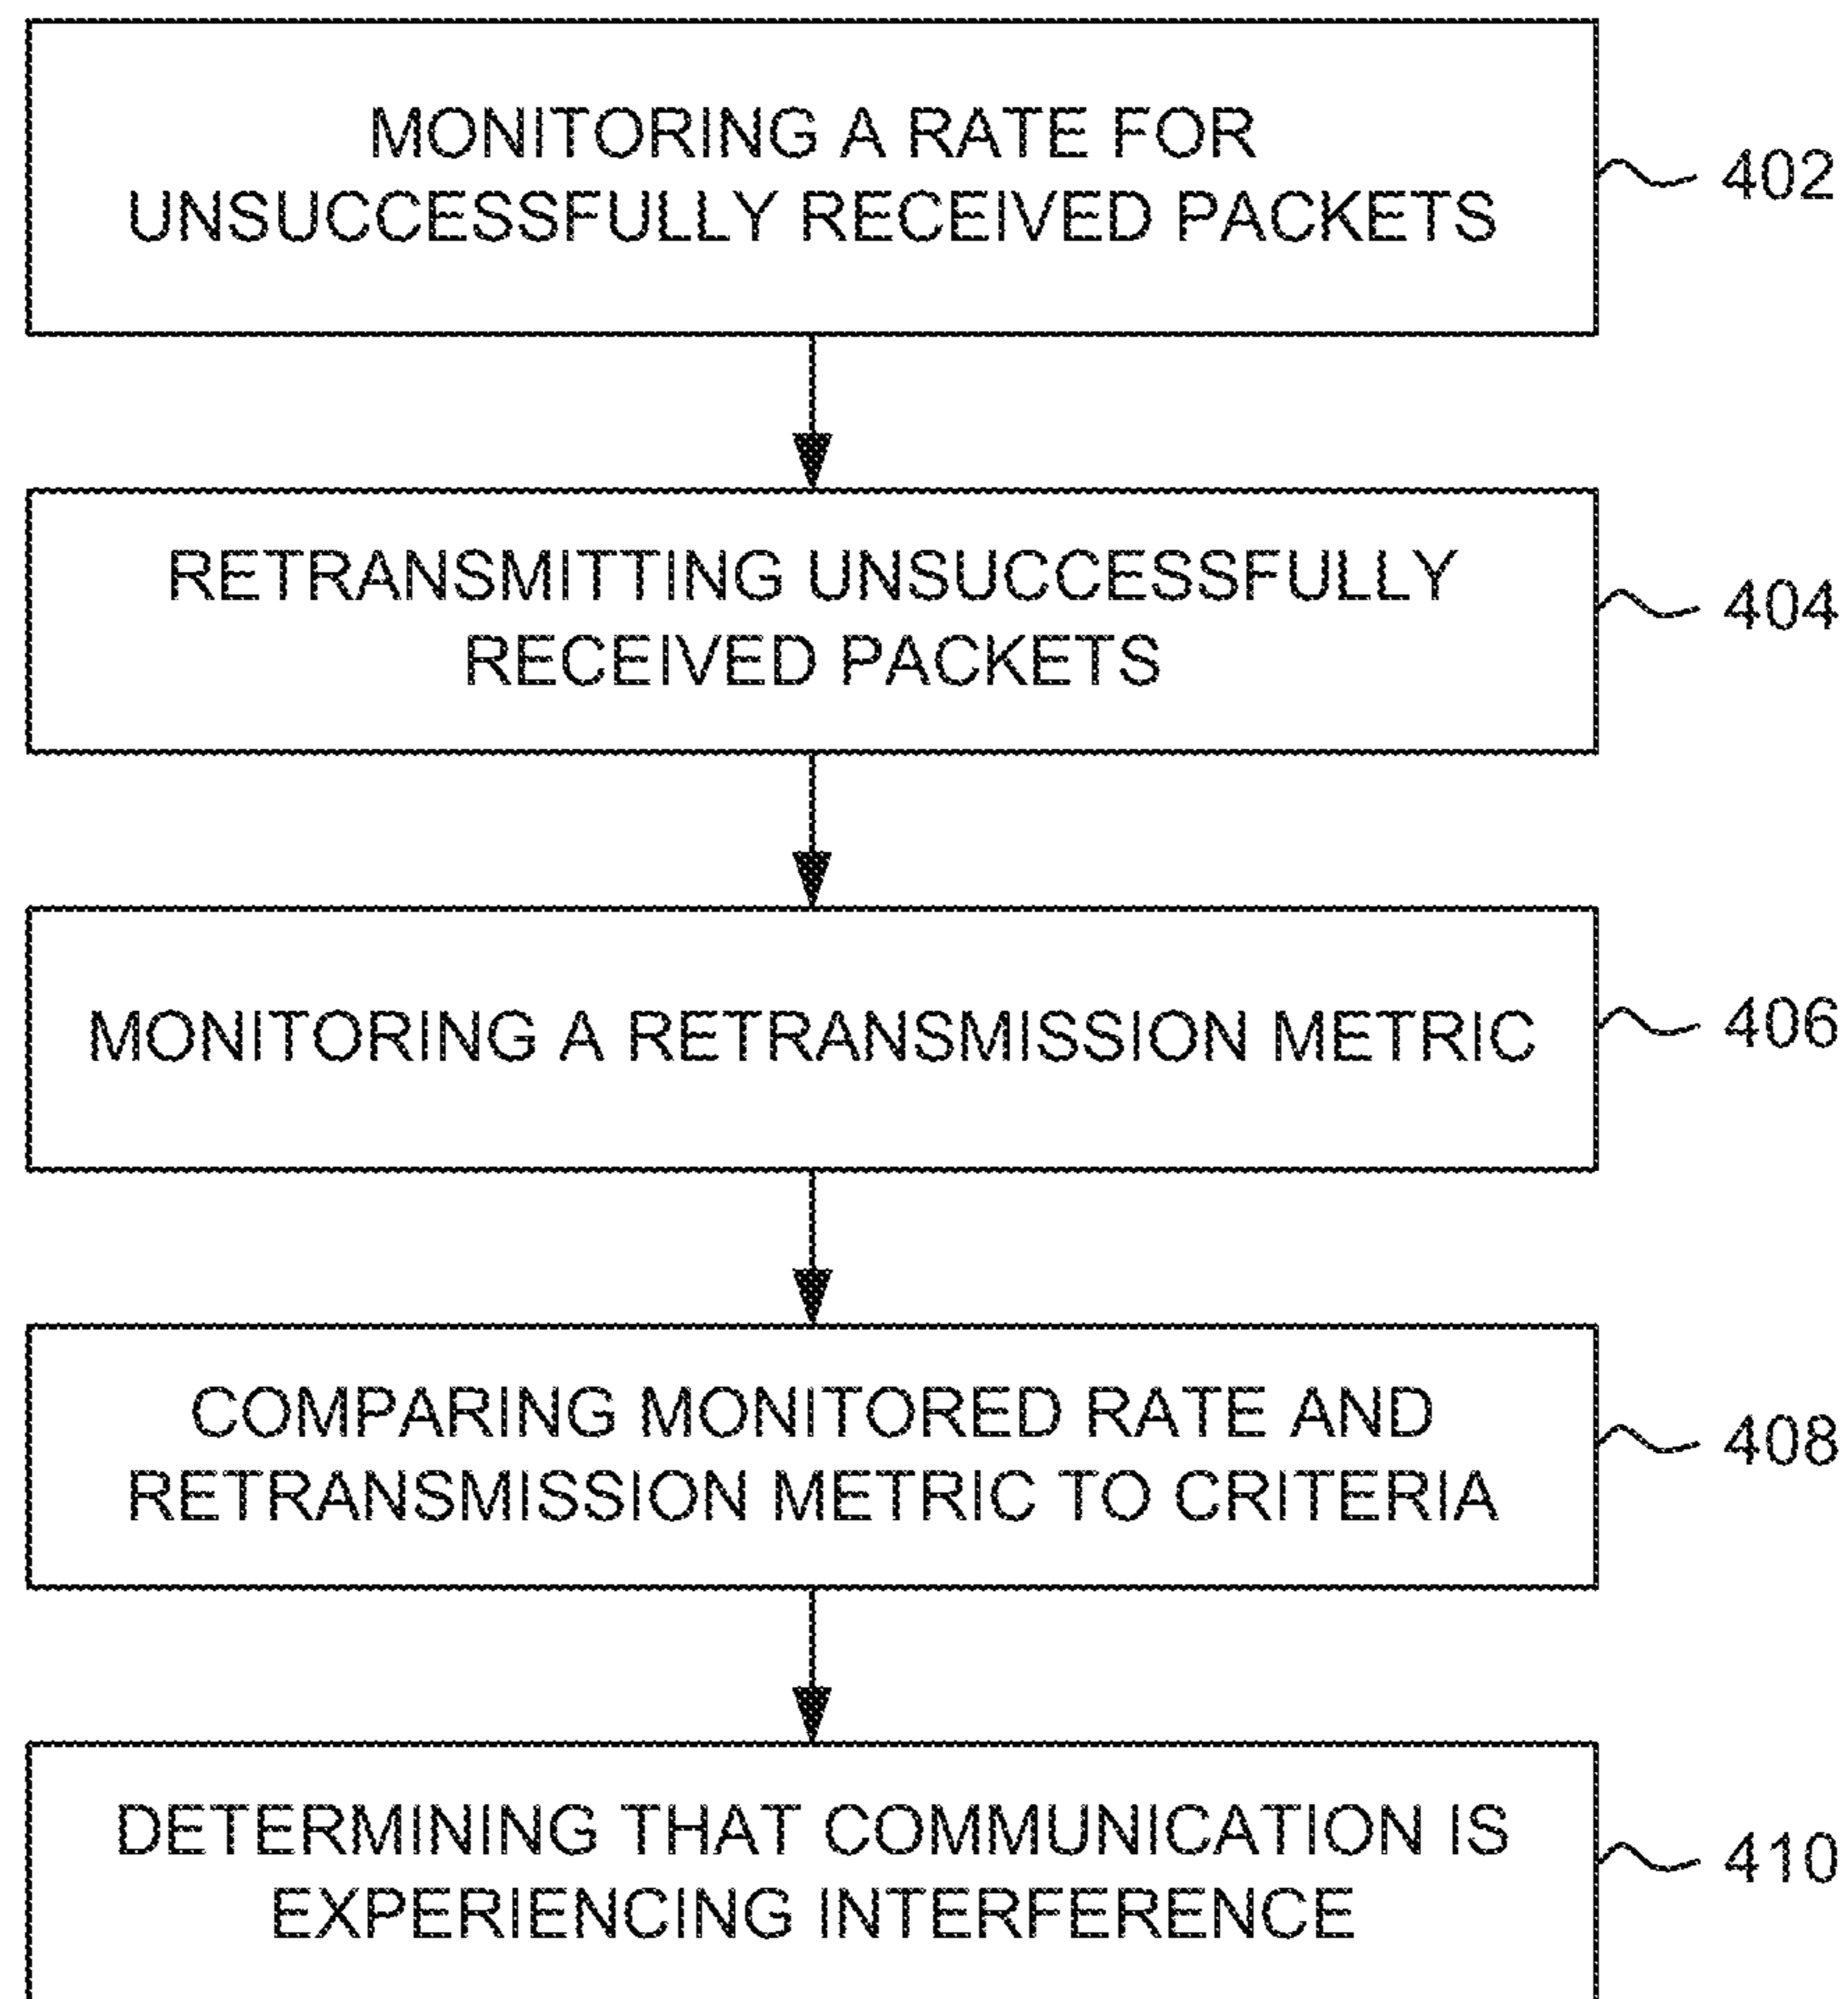 MONITORING A RATE FOR
UNSUCCESSFULLY RECEIVED PACKETS
402
RETRANSMITTING UNSUCCESSFULLY
RECEIVED PACKETS
404
MONITORING A RETRANSMISSION METRIC
406
COMPARING MONITORED RATE AND
RETRANSMISSION METRIC TO CRITERIA
408
DETERMINING THAT COMMUNICATION IS
EXPERIENCING INTERFERENCE
410